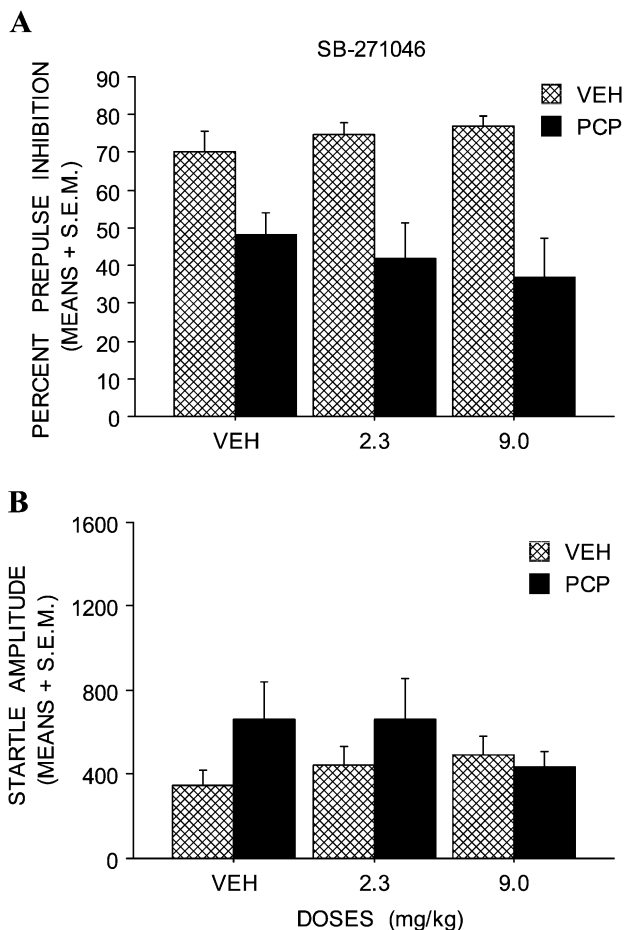 A
SB-271046
PERCENT PREPULSE INHIBITION
(MEANS + S.E.M.)
90
80
70
60
50
40
30
20
10
0
VEH
PCP
VEH 2.3 9.0
B
STARTLE AMPLITUDE
(MEANS + S.E.M.)
1600
1200
800
400
0
VEH
PCP
VEH 2.3 9.0
DOSES (mg/kg)